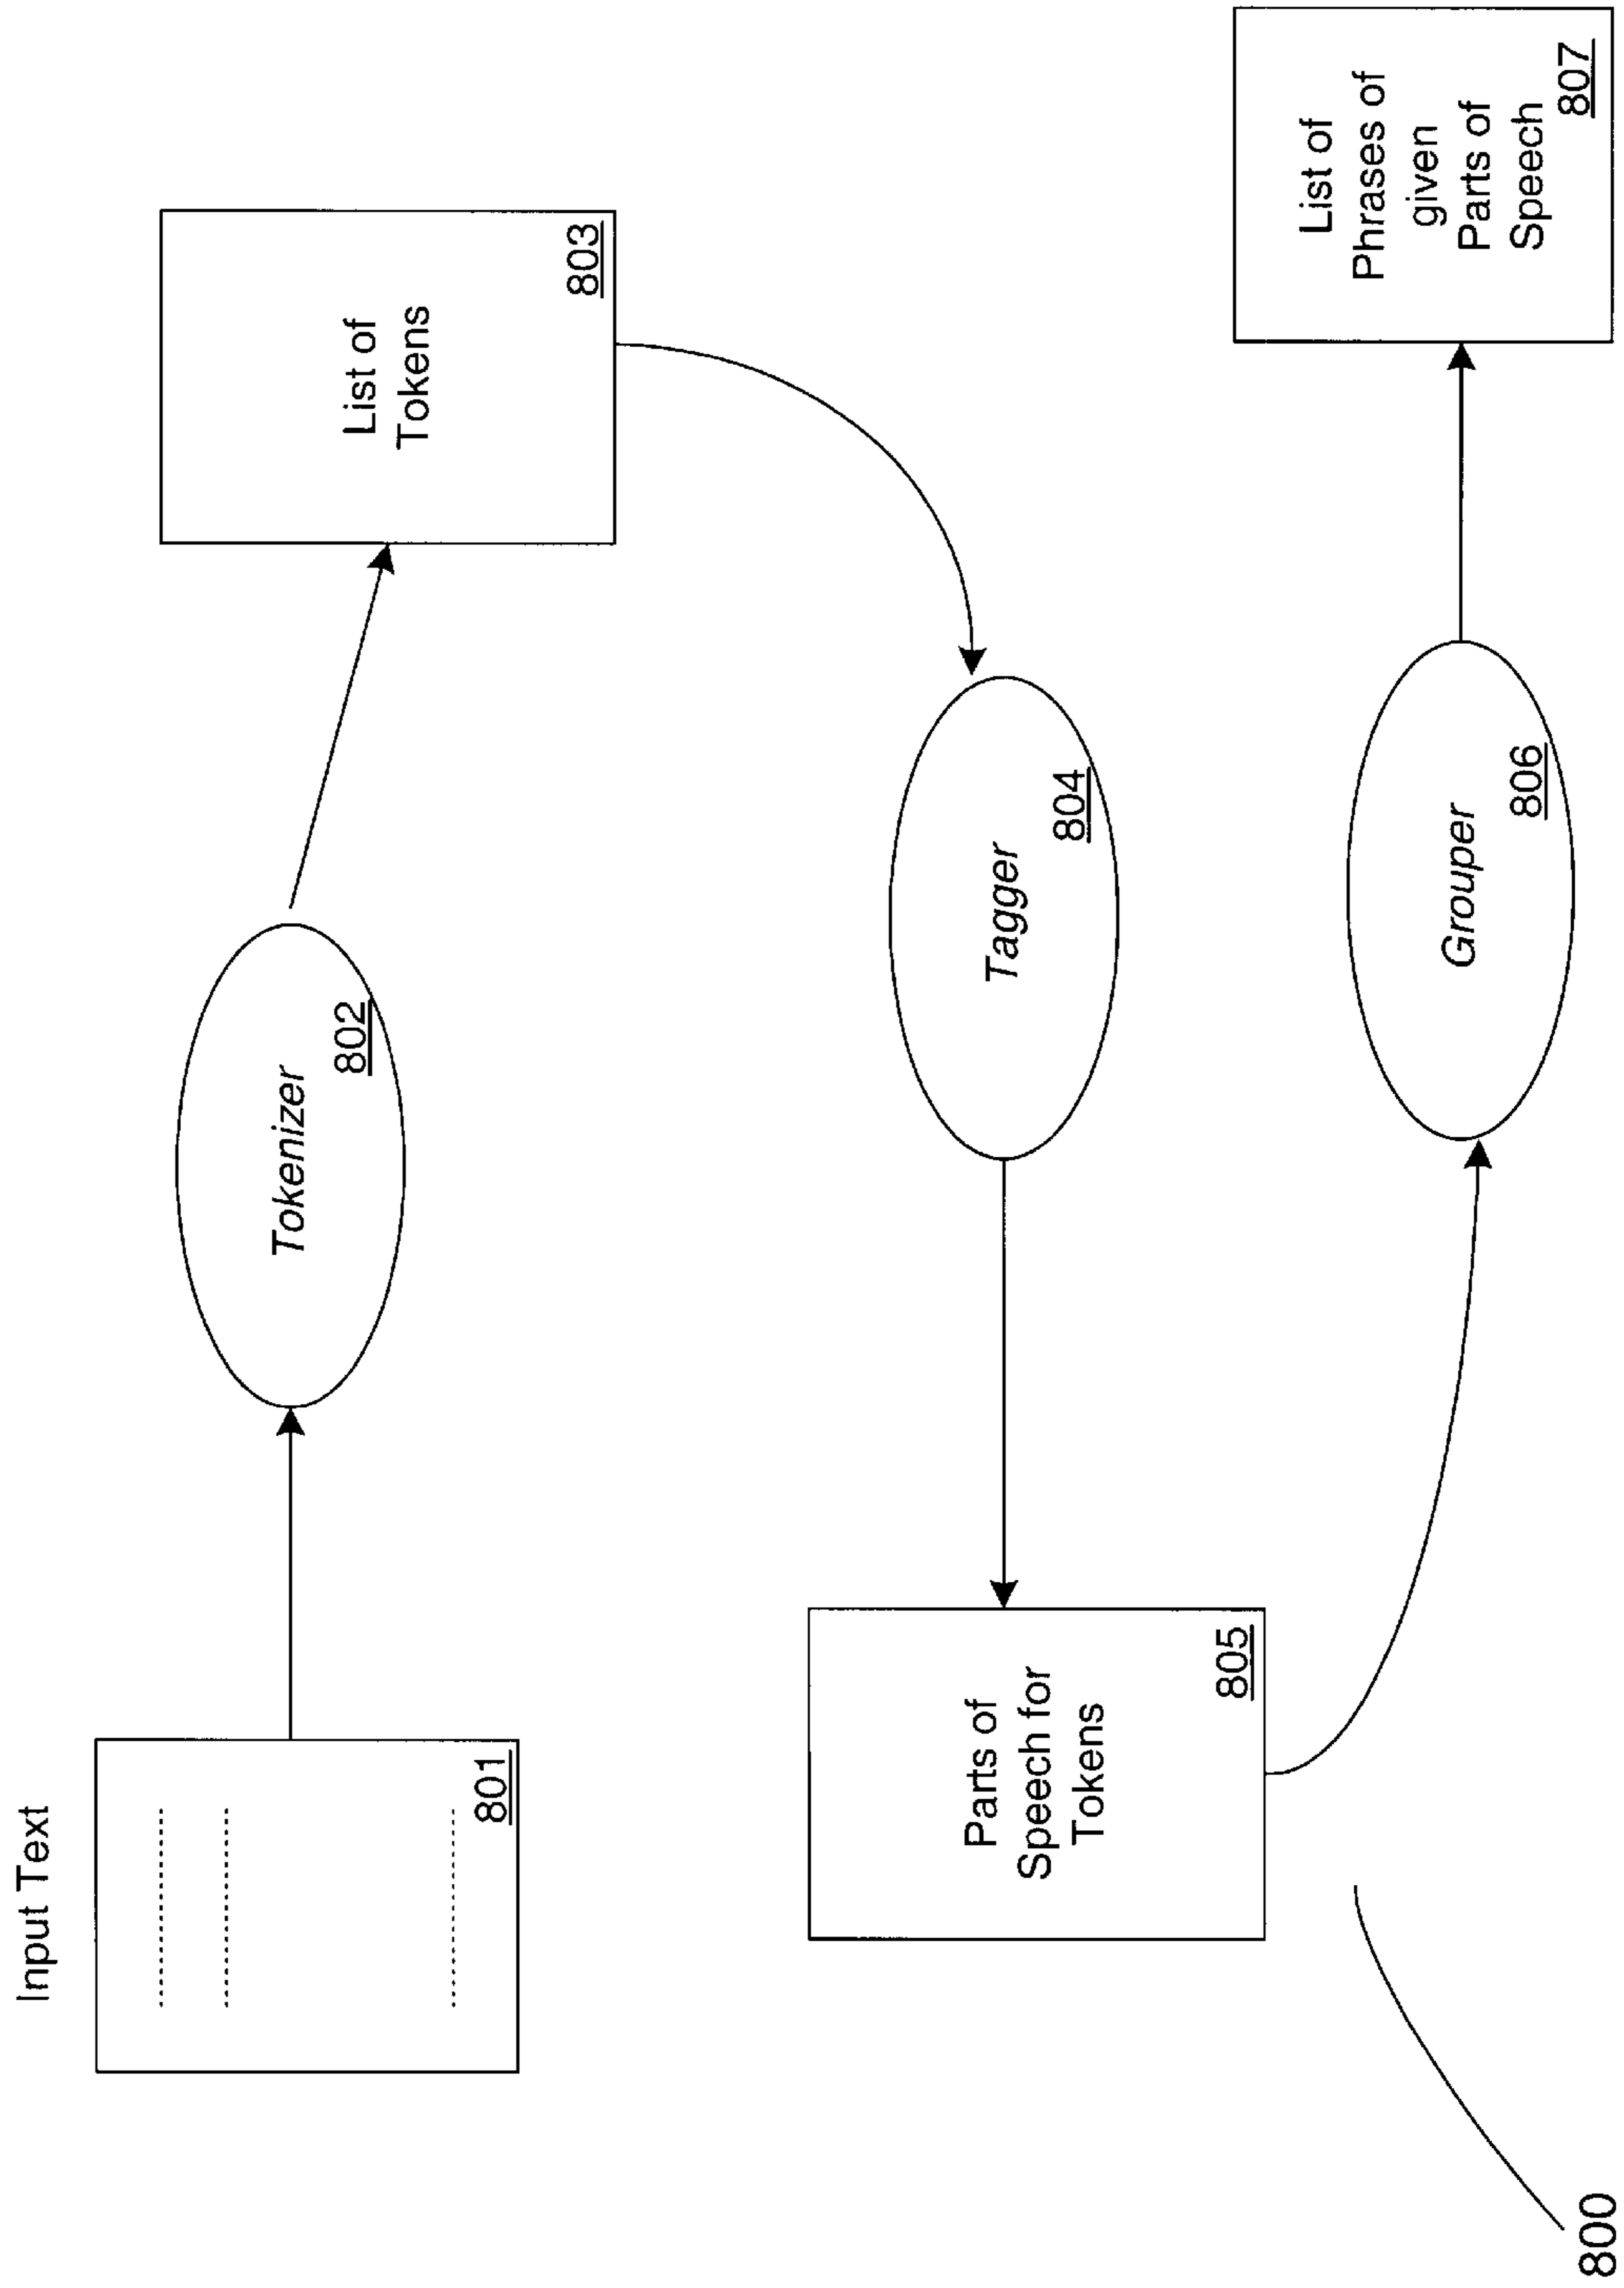 Input Text
801
Tokenizer
802
List of
Tokens
803
Tagger
804
Parts of
Speech for
Tokens
805
Grouper
806
List of
Phrases of
given
Parts of
Speech
807
800